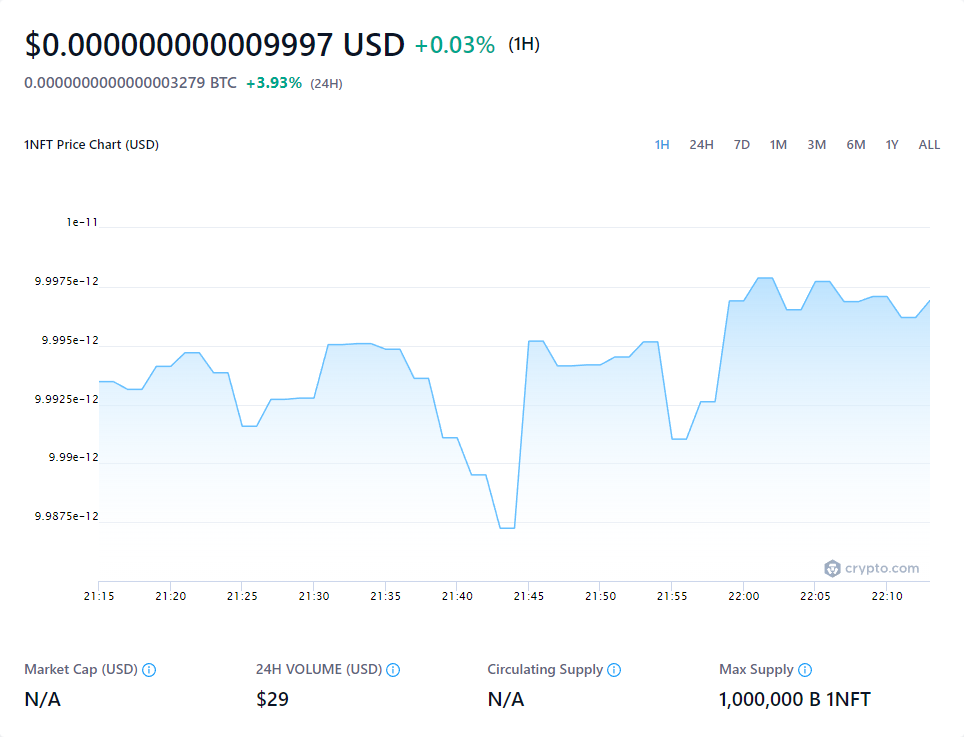 $0.000000000009997 USD +0.03% (1H)
0.0000000000000003279 BTC +3.93% (24H)
1NFT Price Chart (USD) 1H 24H 7D 1M 3M 6M 1Y ALL
1e-11
9.9975e-12
9.995e-12
9.9925e-12
9.99e-12
9.9875e-12
crypto.com
21:15 21:20 21:25 21:30 21:35 21:40 21:45 21:50 21:55 22:00 22:05 22:10
Market Cap (USD) 24H VOLUME (USD) Circulating Supply Max Supply
N/A $29 N/A 1,000,000 B 1NFT